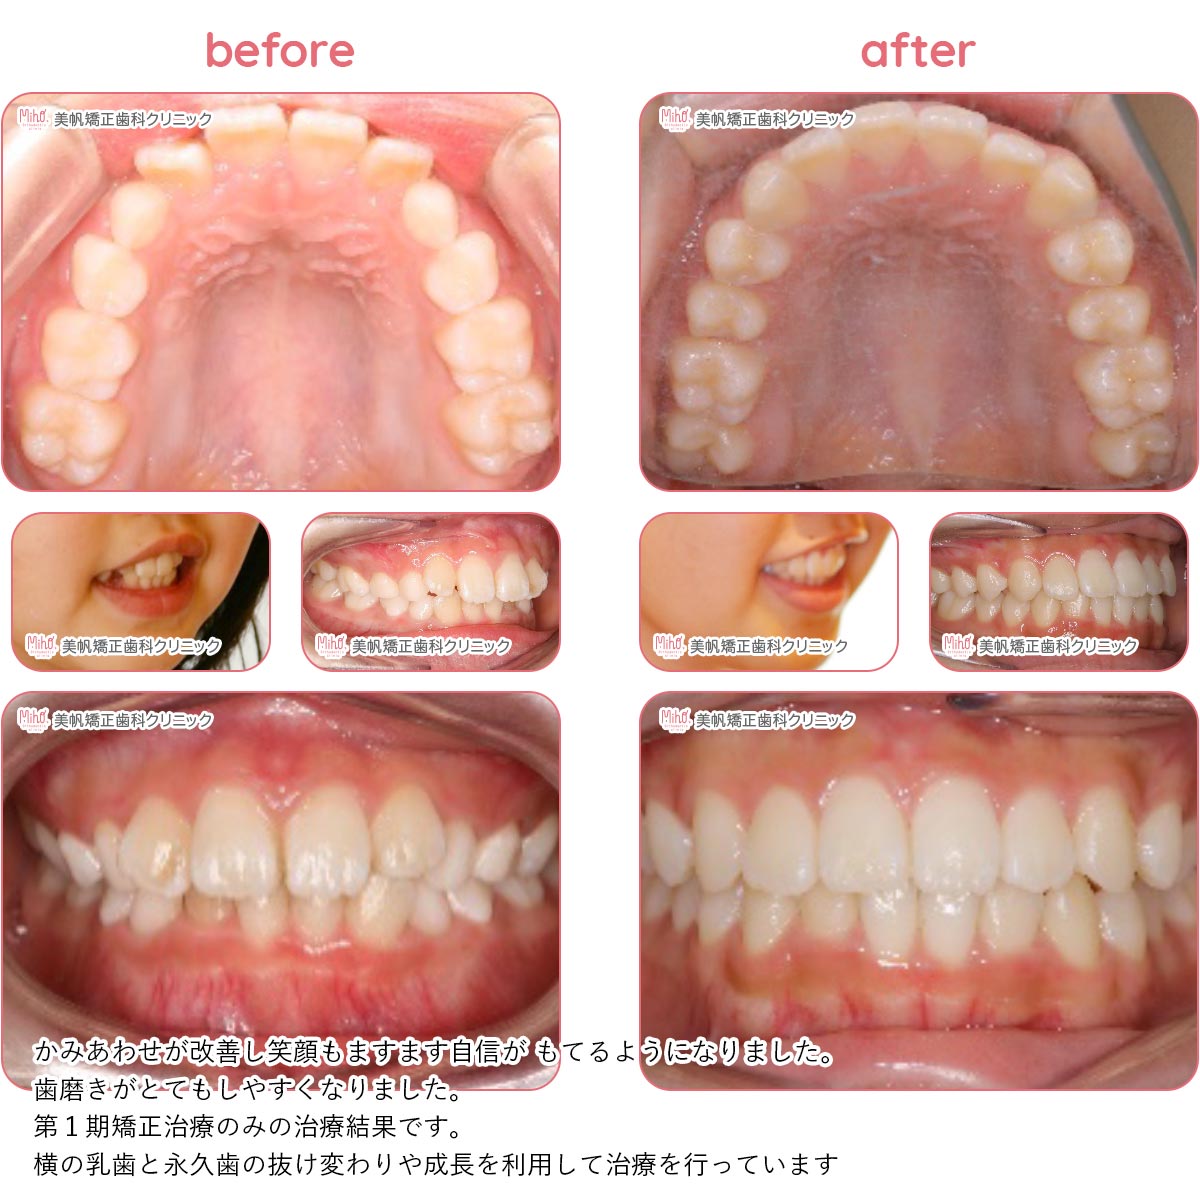 before
after
Miho. 美帆矯正歯科クリニック
Miho. 美帆矯正歯科クリニック
Miho. 美帆矯正歯科クリニック
Miho. 美帆矯正歯科クリニック
Miho. 美帆矯正歯科クリニック
Miho. 美帆矯正歯科クリニック
Miho. 美帆矯正歯科クリニック
Miho. 美帆矯正歯科クリニック
かみあわせが改善し笑顔もますます自信が もてるようになりました。
歯磨きがとてもしやすくなりました。
第1期矯正治療のみの治療結果です。
横の乳歯と永久歯の抜け変わりや成長を利用して治療を行っています